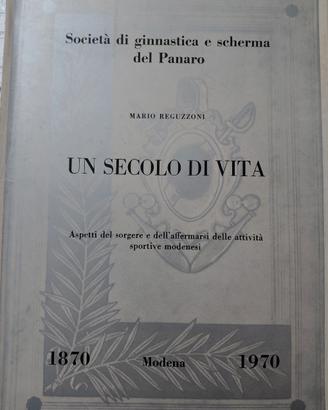 Società di ginnastica e scherma
del Panaro
MARIO REGUZZONI
UN SECOLO DI VITA
Aspetti del sorgere e dell'affermarsi delle attività
sportive modenesi
1870 Modena 1970